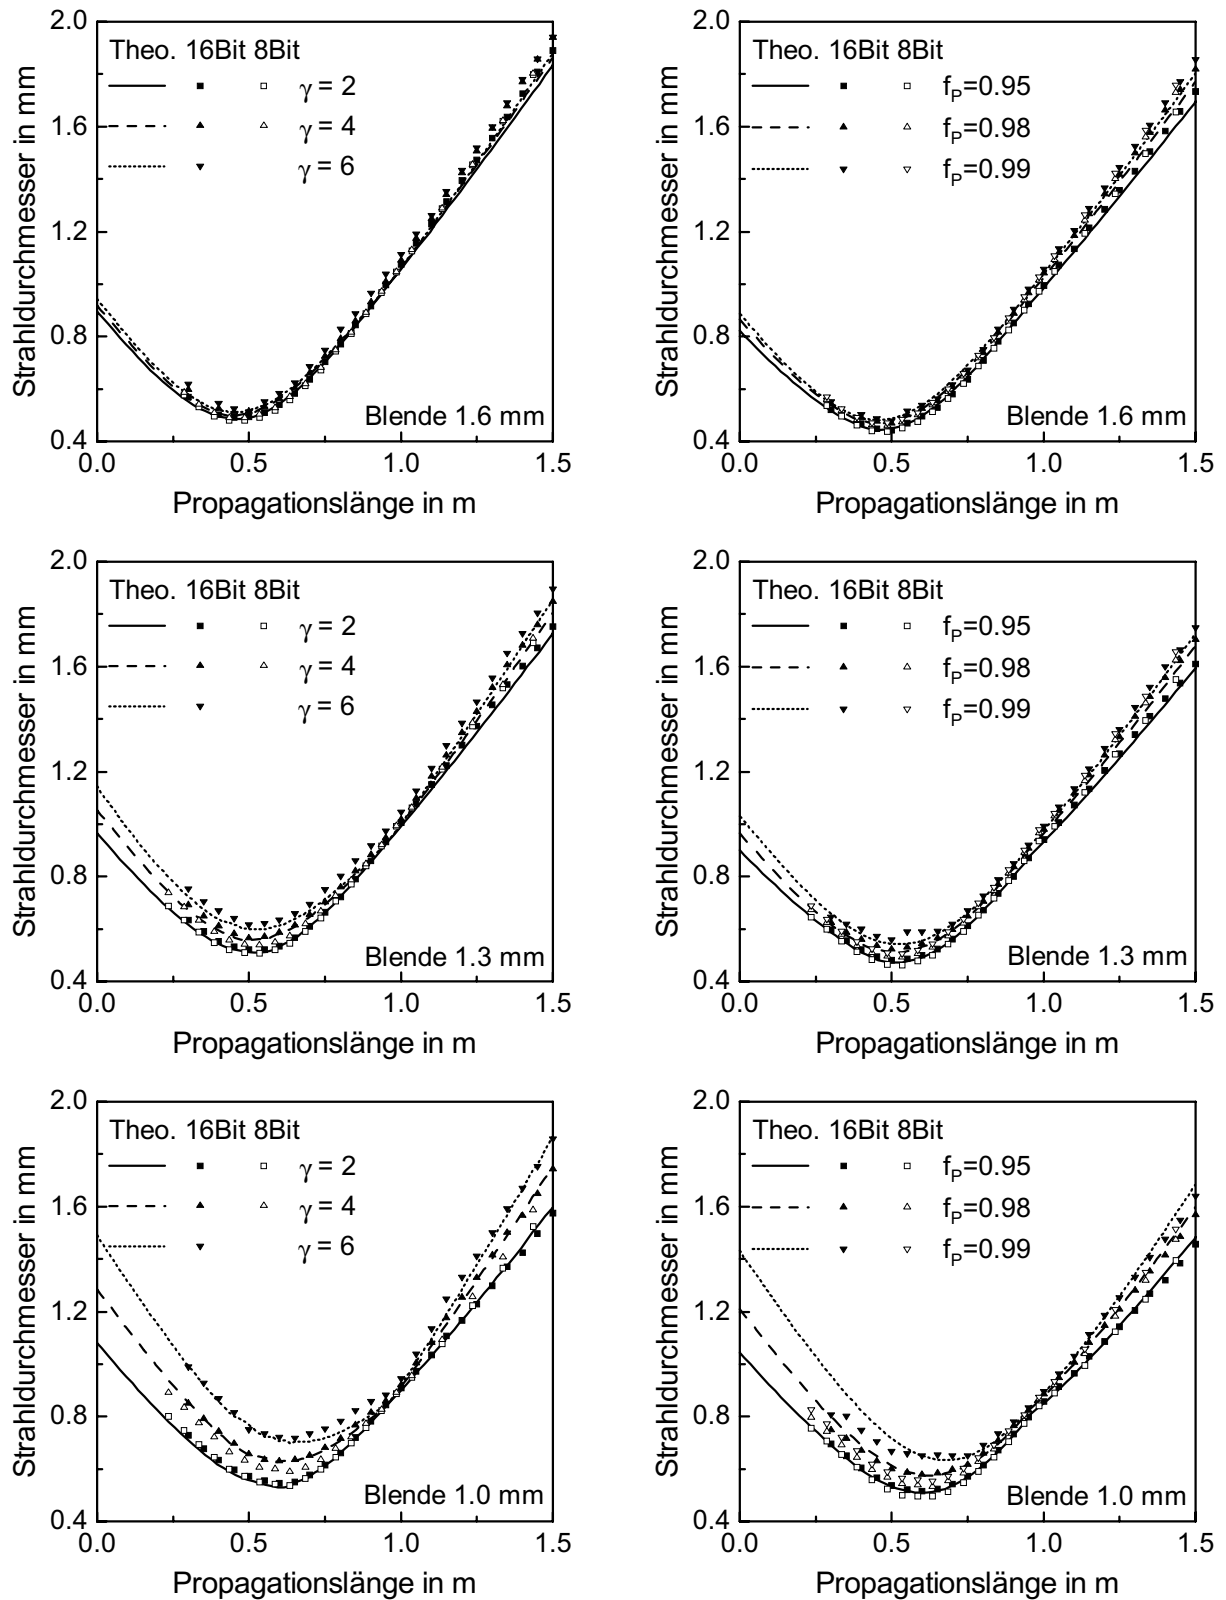 2.0
1.6
1.2
0.8
0.4
Strahldurchmesser in mm
Theo. 16Bit 8Bit
γ = 2
γ = 4
γ = 6
Blende 1.6 mm
0.0 0.5 1.0 1.5
Propagationslänge in m
2.0
1.6
1.2
0.8
0.4
Strahldurchmesser in mm
Theo. 16Bit 8Bit
fP=0.95
fP=0.98
fP=0.99
Blende 1.6 mm
0.0 0.5 1.0 1.5
Propagationslänge in m
2.0
1.6
1.2
0.8
0.4
Strahldurchmesser in mm
Theo. 16Bit 8Bit
γ = 2
γ = 4
γ = 6
Blende 1.3 mm
0.0 0.5 1.0 1.5
Propagationslänge in m
2.0
1.6
1.2
0.8
0.4
Strahldurchmesser in mm
Theo. 16Bit 8Bit
fP=0.95
fP=0.98
fP=0.99
Blende 1.3 mm
0.0 0.5 1.0 1.5
Propagationslänge in m
2.0
1.6
1.2
0.8
0.4
Strahldurchmesser in mm
Theo. 16Bit 8Bit
γ = 2
γ = 4
γ = 6
Blende 1.0 mm
0.0 0.5 1.0 1.5
Propagationslänge in m
2.0
1.6
1.2
0.8
0.4
Strahldurchmesser in mm
Theo. 16Bit 8Bit
fP=0.95
fP=0.98
fP=0.99
Blende 1.0 mm
0.0 0.5 1.0 1.5
Propagationslänge in m